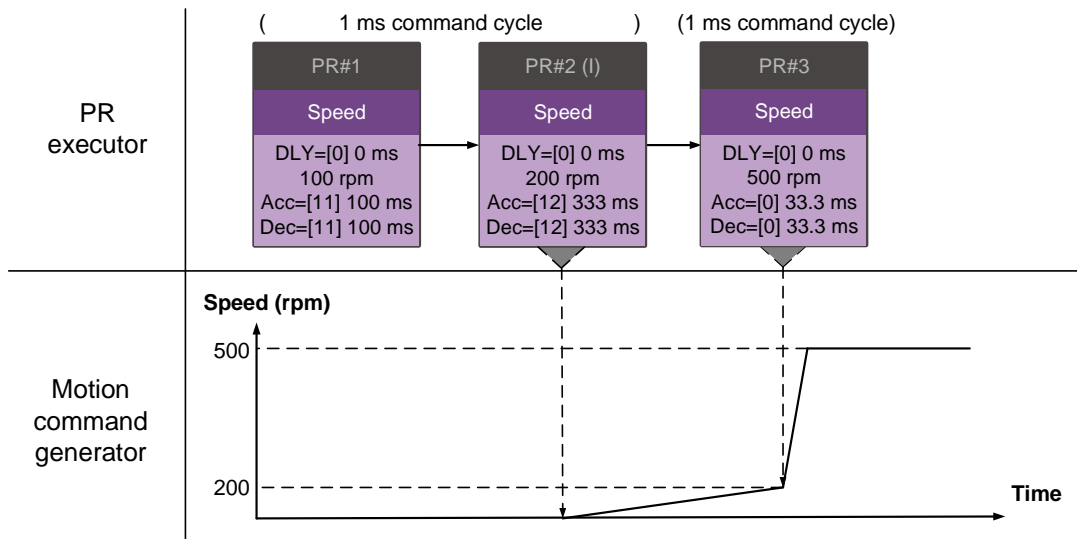 ( 1 ms command cycle ) (1 ms command cycle)
PR
executor
PR#1
Speed
DLY=[0] 0 ms
100 rpm
Acc=[11] 100 ms
Dec=[11] 100 ms
PR#2 (I)
Speed
DLY=[0] 0 ms
200 rpm
Acc=[12] 333 ms
Dec=[12] 333 ms
PR#3
Speed
DLY=[0] 0 ms
500 rpm
Acc=[0] 33.3 ms
Dec=[0] 33.3 ms
Motion
command
generator
Speed (rpm)
500
200
Time